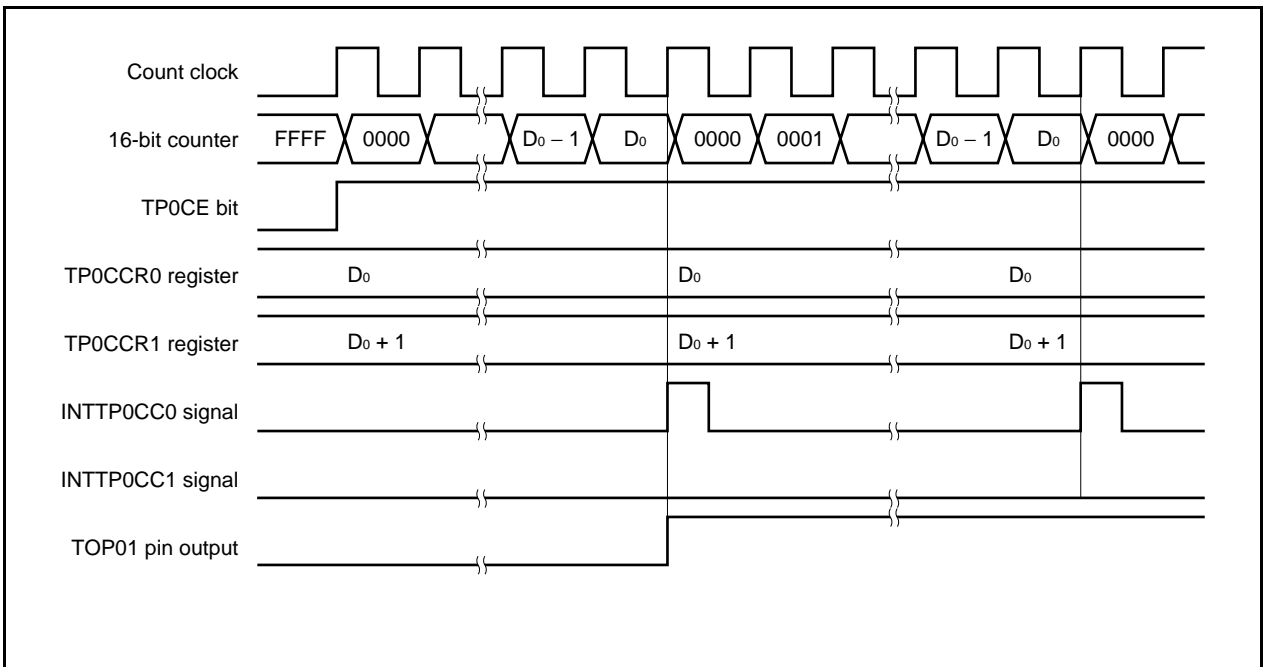 Count clock
16-bit counter FFFF 0000 D₀ − 1 D₀ 0000 0001 D₀ − 1 D₀ 0000
TP0CE bit
TP0CCR0 register D₀ D₀ D₀
TP0CCR1 register D₀ + 1 D₀ + 1 D₀ + 1
INTTP0CC0 signal
INTTP0CC1 signal
TOP01 pin output